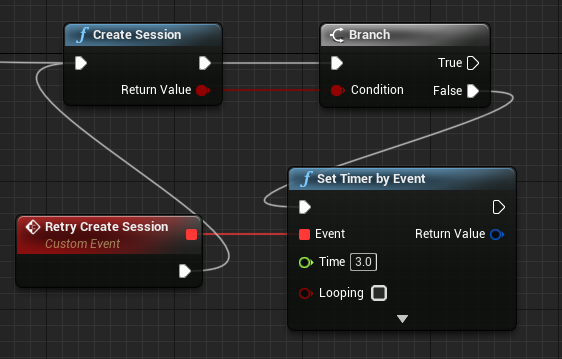 Create Session
Return Value
Branch
True
Condition
False
Set Timer by Event
Event
Return Value
Time 3.0
Looping
Retry Create Session
Custom Event